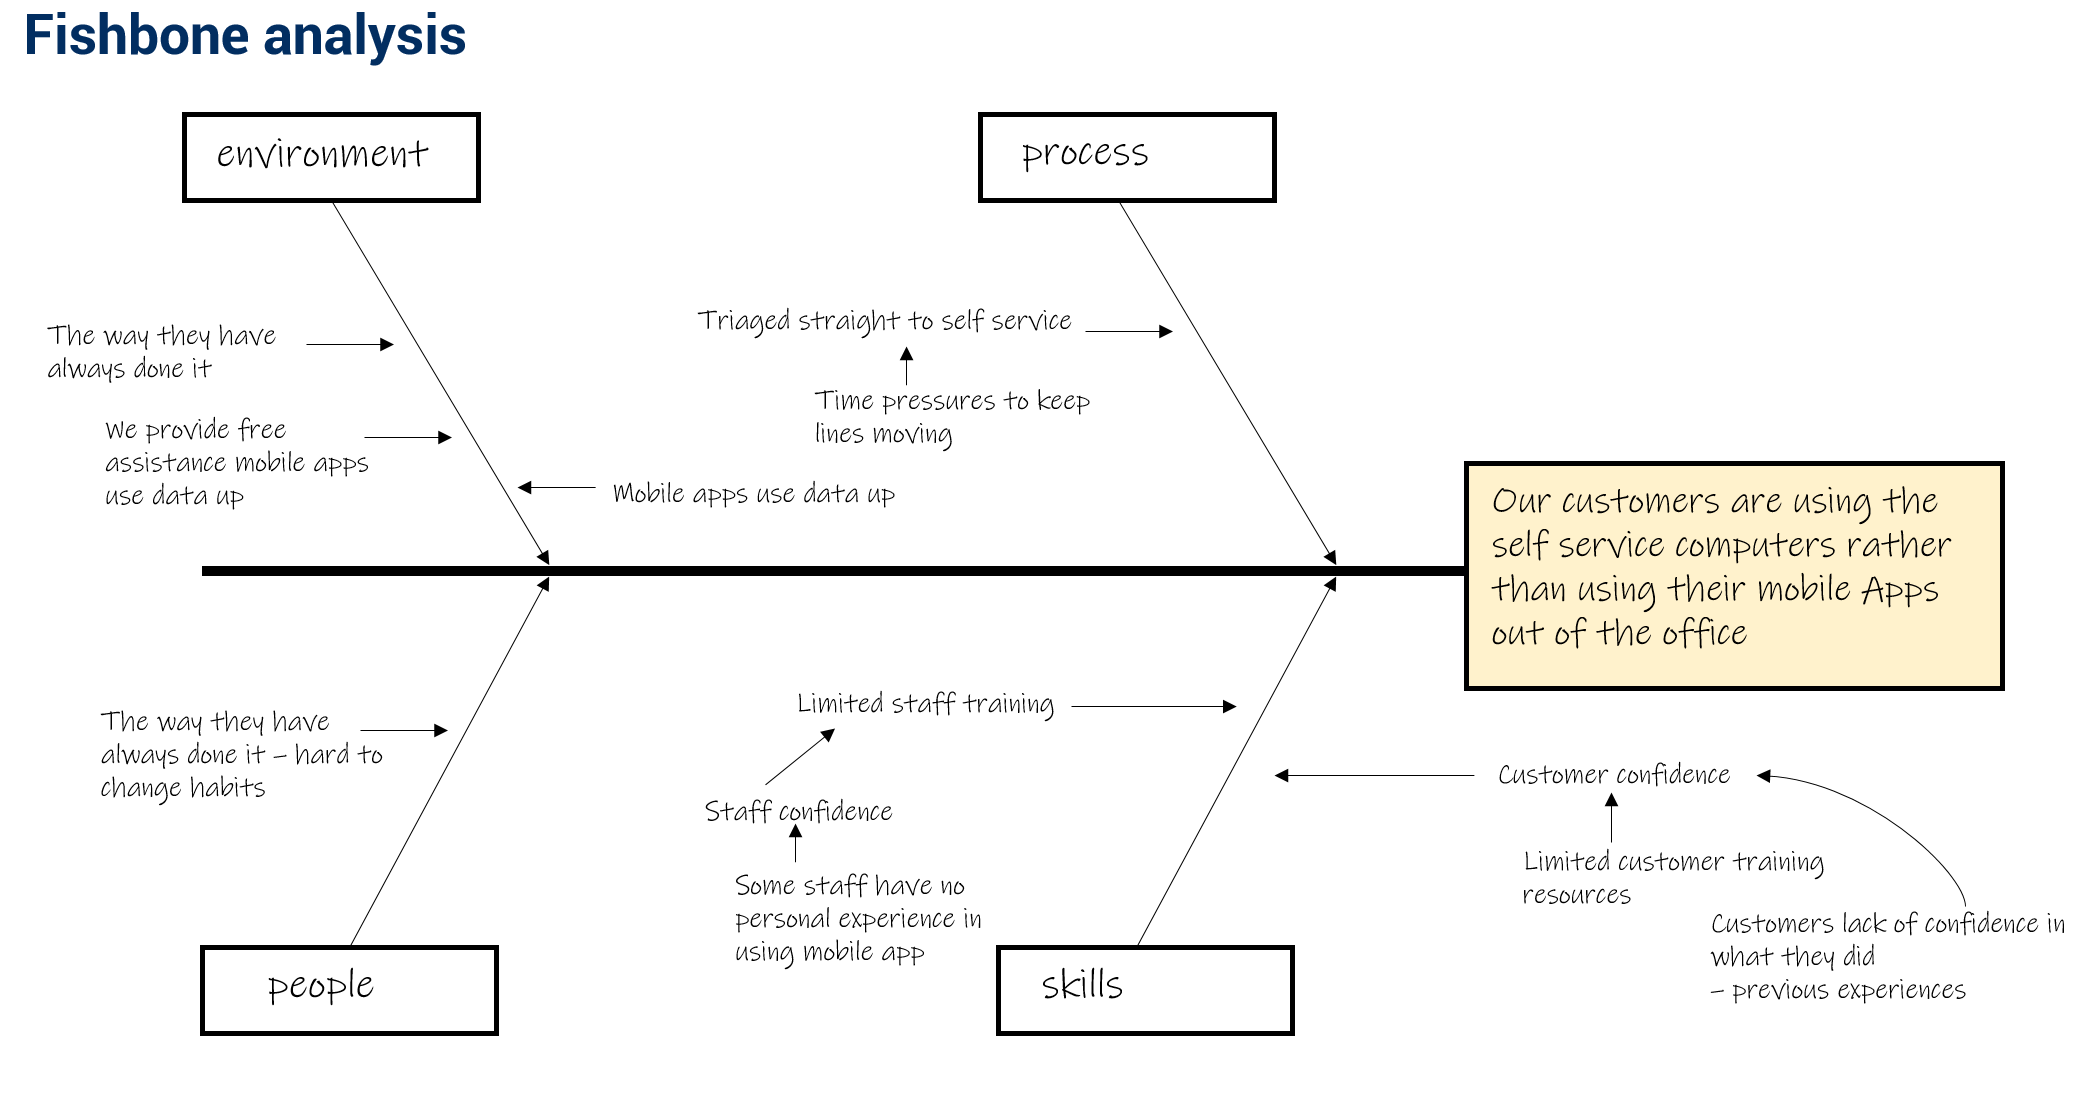 Fishbone analysis
environment
process
The way they have
always done it
We provide free
assistance mobile apps
use data up
Mobile apps use data up
Triaged straight to self service
Time pressures to keep
lines moving
Our customers are using the
self service computers rather
than using their mobile Apps
out of the office
The way they have
always done it – hard to
change habits
Limited staff training
Staff confidence
Some staff have no
personal experience in
using mobile app
Customer confidence
Limited customer training
resources
Customers lack of confidence in
what they did
– previous experiences
people
skills